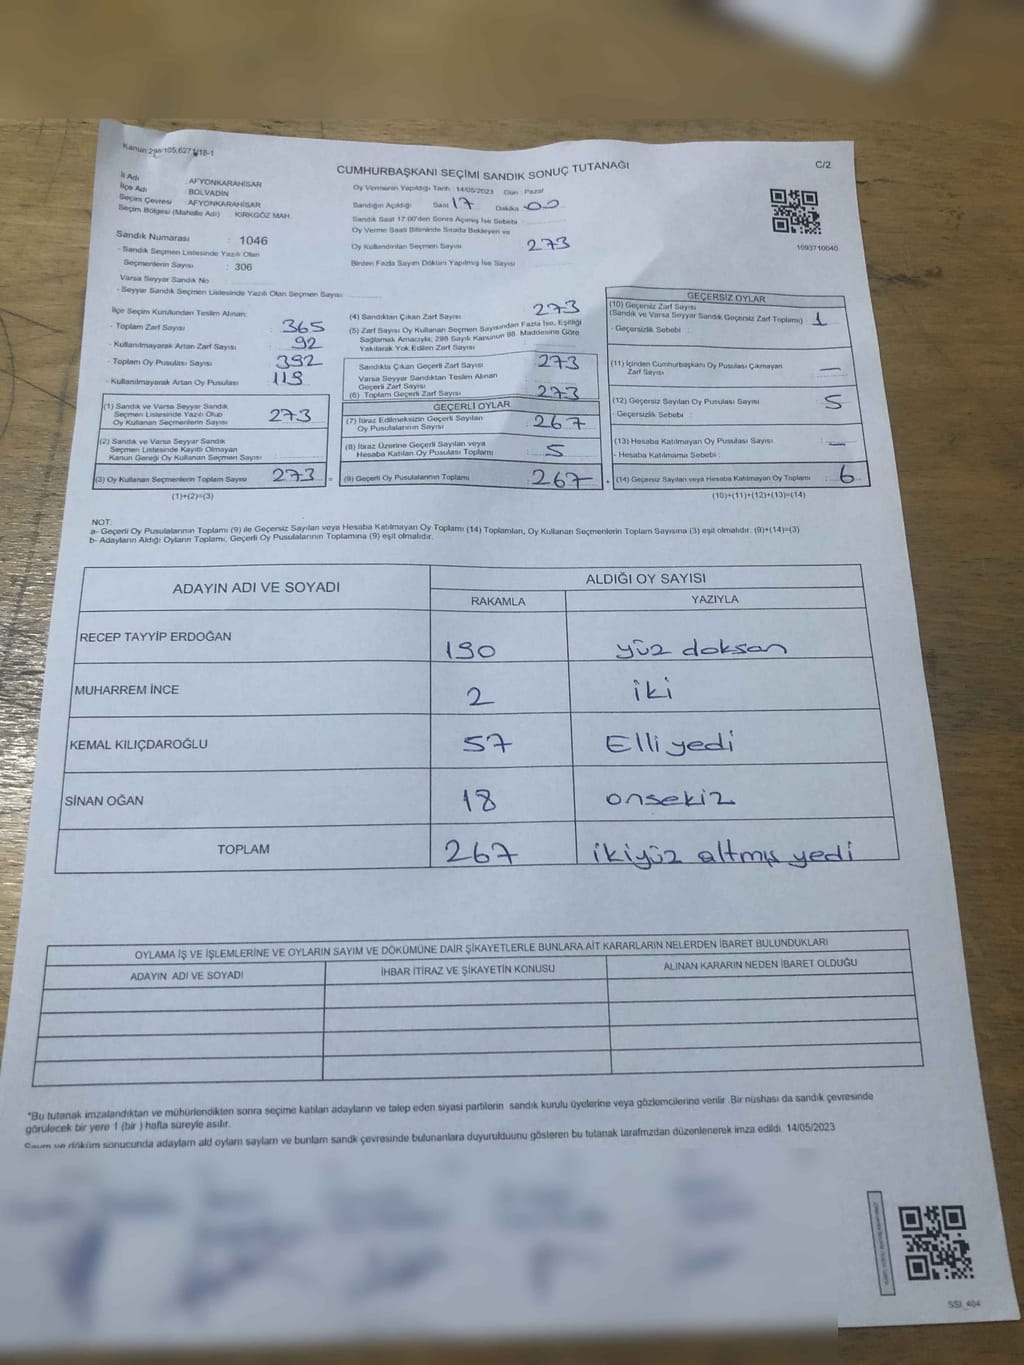 Kanun 298/105,6271/18-1
CUMHURBAŞKANI SEÇİMİ SANDIK SONUÇ TUTANAĞI
C/2
İl Adı : AFYONKARAHİSAR
İlçe Adı : BOLVADİN
Seçim Çevresi : AFYONKARAHİSAR
Seçim Bölgesi (Mahalle Adı) KIRKGÖZ MAH.
Sandık Numarası : 1046
- Sandık Seçmen Listesinde Yazılı Olan
Seçmenlerin Sayısı : 306
Varsa Seyyar Sandık No :
- Seyyar Sandık Seçmen Listesinde Yazılı Olan Seçmen Sayısı:
Oy Vermenin Yapıldığı Tarih : 14/05/2023 Gün : Pazar
Sandığın Açıldığı Saat 17 Dakika 00
Sandık Saat 17:00'den Sonra Açılmış İse Sebebi :
Oy Verme Saati Bitiminde Sırada Bekleyen ve
Oy Kullandırılan Seçmen Sayısı 273
Birden Fazla Sayım Döküm Yapılmış İse Sayısı
1093710040
İlçe Seçim Kurulundan Teslim Alınan:
- Toplam Zarf Sayısı : 365
- Kullanılmayarak Artan Zarf Sayısı : 92
- Toplam Oy Pusulası Sayısı : 392
- Kullanılmayarak Artan Oy Pusulası : 119
(1) Sandık ve Varsa Seyyar Sandık
Seçmen Listesinde Yazılı Olup
Oy Kullanan Seçmenlerin Sayısı : 273
(2) Sandık ve Varsa Seyyar Sandık
Seçmen Listesinde Kayıtlı Olmayan
Kanun Gereği Oy Kullanan Seçmen Sayısı :
(3) Oy Kullanan Seçmenlerin Toplam Sayısı : 273 =
(1)+(2)=(3)
(4) Sandıktan Çıkan Zarf Sayısı 273
(5) Zarf Sayısı Oy Kullanan Seçmen Sayısından Fazla İse, Eşitliği
Sağlamak Amacıyla; 298 Sayılı Kanunun 98. Maddesine Göre
Yakılarak Yok Edilen Zarf Sayısı
Sandıkta Çıkan Geçerli Zarf Sayısı 273
Varsa Seyyar Sandıktan Teslim Alınan
Geçerli Zarf Sayısı
(6) Toplam Geçerli Zarf Sayısı : 273
GEÇERLİ OYLAR
(7) İtiraz Edilmeksizin Geçerli Sayılan
Oy Pusulalarının Sayısı : 267
(8) İtiraz Üzerine Geçerli Sayılan veya
Hesaba Katılan Oy Pusulası Toplamı : 5
(9) Geçerli Oy Pusulalarının Toplamı : 267 +
GEÇERSİZ OYLAR
(10) Geçersiz Zarf Sayısı
(Sandık ve Varsa Seyyar Sandık Geçersiz Zarf Toplamı) : 1
- Geçersizlik Sebebi :
(11) İçinden Cumhurbaşkanı Oy Pusulası Çıkmayan
Zarf Sayısı : —
(12) Geçersiz Sayılan Oy Pusulası Sayısı : 5
- Geçersizlik Sebebi :
(13) Hesaba Katılmayan Oy Pusulası Sayısı : —
- Hesaba Katılmama Sebebi :
(14) Geçersiz Sayılan veya Hesaba Katılmayan Oy Toplamı : 6
(10)+(11)+(12)+(13)=(14)
NOT:
a- Geçerli Oy Pusulalarının Toplamı (9) ile Geçersiz Sayılan veya Hesaba Katılmayan Oy Toplamı (14) Toplamları, Oy Kullanan Seçmenlerin Toplam Sayısına (3) eşit olmalıdır. (9)+(14)=(3)
b- Adayların Aldığı Oyların Toplamı, Geçerli Oy Pusulalarının Toplamına (9) eşit olmalıdır.
ADAYIN ADI VE SOYADI ALDIĞI OY SAYISI
RAKAMLA YAZIYLA
RECEP TAYYİP ERDOĞAN 190 yüz doksan
MUHARREM İNCE 2 iki
KEMAL KILIÇDAROĞLU 57 Elli yedi
SİNAN OĞAN 18 onsekiz
TOPLAM 267 ikiyüz altmış yedi
OYLAMA İŞ VE İŞLEMLERİNE VE OYLARIN SAYIM VE DÖKÜMÜNE DAİR ŞİKAYETLERLE BUNLARA AİT KARARLARIN NELERDEN İBARET BULUNDUKLARI
ADAYIN ADI VE SOYADI İHBAR İTİRAZ VE ŞİKAYETİN KONUSU ALINAN KARARIN NEDEN İBARET OLDUĞU
*Bu tutanak imzalandıktan ve mühürlendikten sonra seçime katılan adayların ve talep eden siyasi partilerin sandık kurulu üyelerine veya gözlemcilerine verilir .Bir nüshası da sandık çevresinde
görülecek bir yere 1 (bir ) hafta süreyle asılır.
Sayım ve döküm sonucunda adaylam ald oylam saylam ve bunlam sandk çevresinde bulunanlara duyurulduunu gösteren bu tutanak tarafmzdan düzenlenerek imza edildi. 14/05/2023
SSI_404